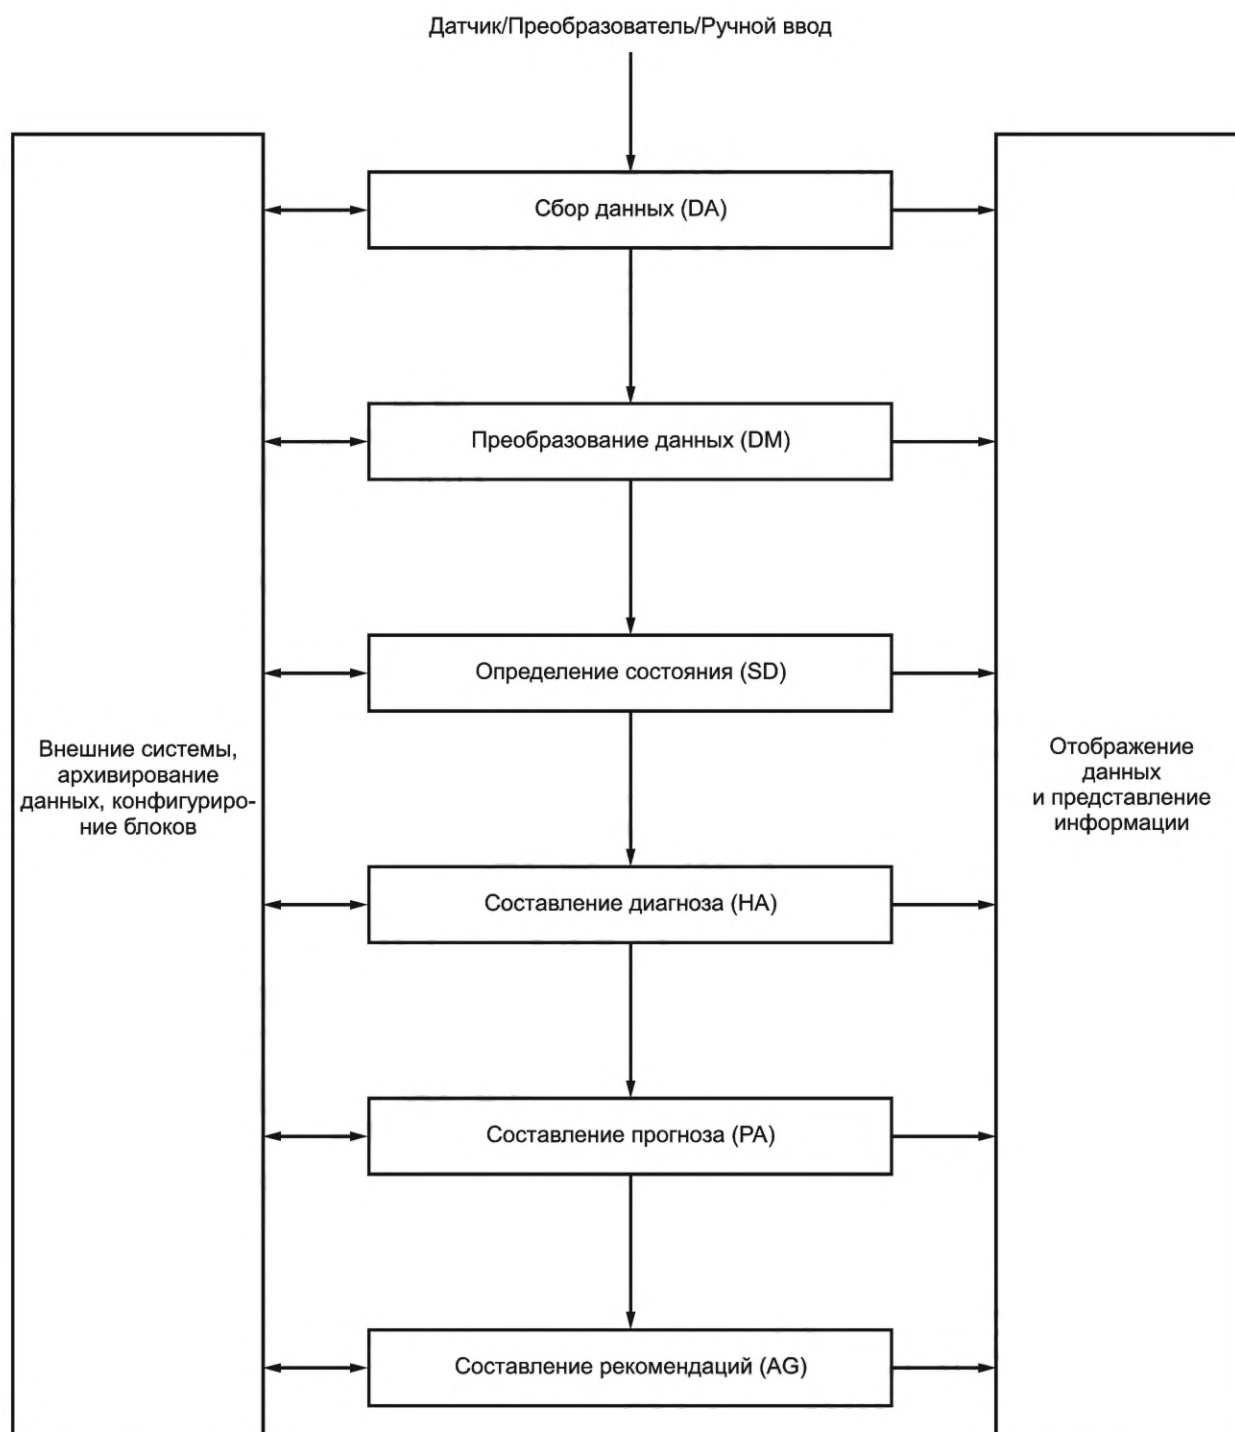 Датчик/Преобразователь/Ручной ввод
Сбор данных (DA)
Преобразование данных (DM)
Определение состояния (SD)
Внешние системы,
архивирование
данных, конфигуриро-
ние блоков
Отображение
данных
и представление
информации
Составление диагноза (HA)
Составление прогноза (PA)
Составление рекомендаций (AG)